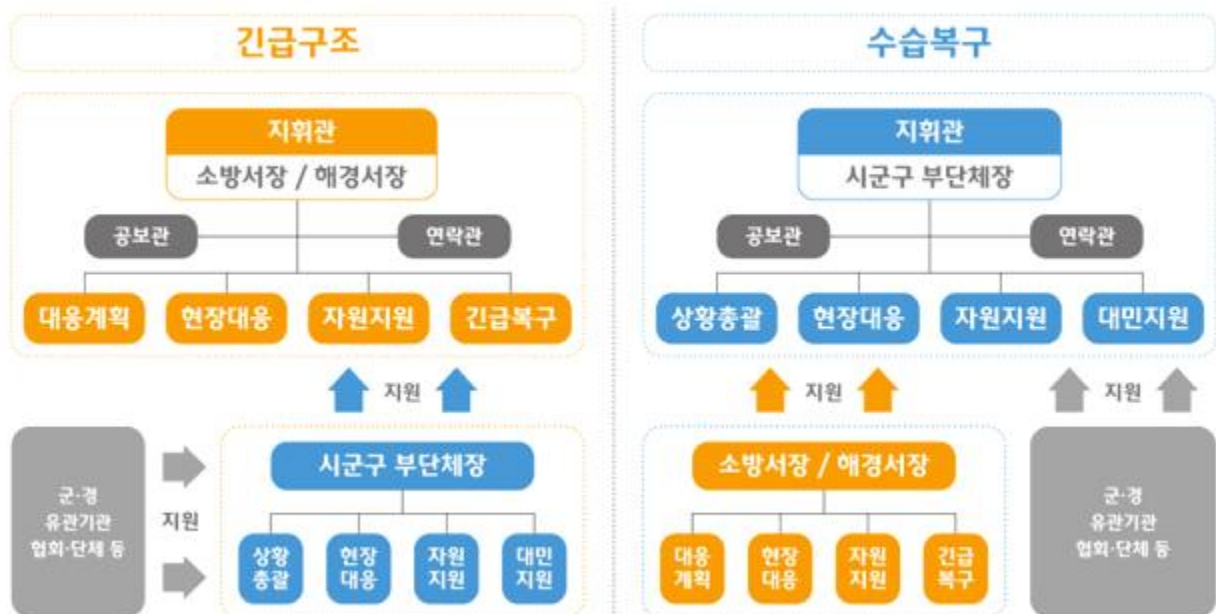 긴급구조
지휘관
소방서장 / 해경서장
공보관
연락관
대응계획
현장대응
자원지원
긴급복구
지원
군·경
유관기관
협회·단체 등
지원
시군구 부단체장
상황
총괄
현장
대응
자원
지원
대민
지원
수습복구
지휘관
시군구 부단체장
공보관
연락관
상황총괄
현장대응
자원지원
대민지원
지원
지원
소방서장 / 해경서장
대응
계획
현장
대응
자원
지원
긴급
복구
군·경
유관기관
협회·단체 등